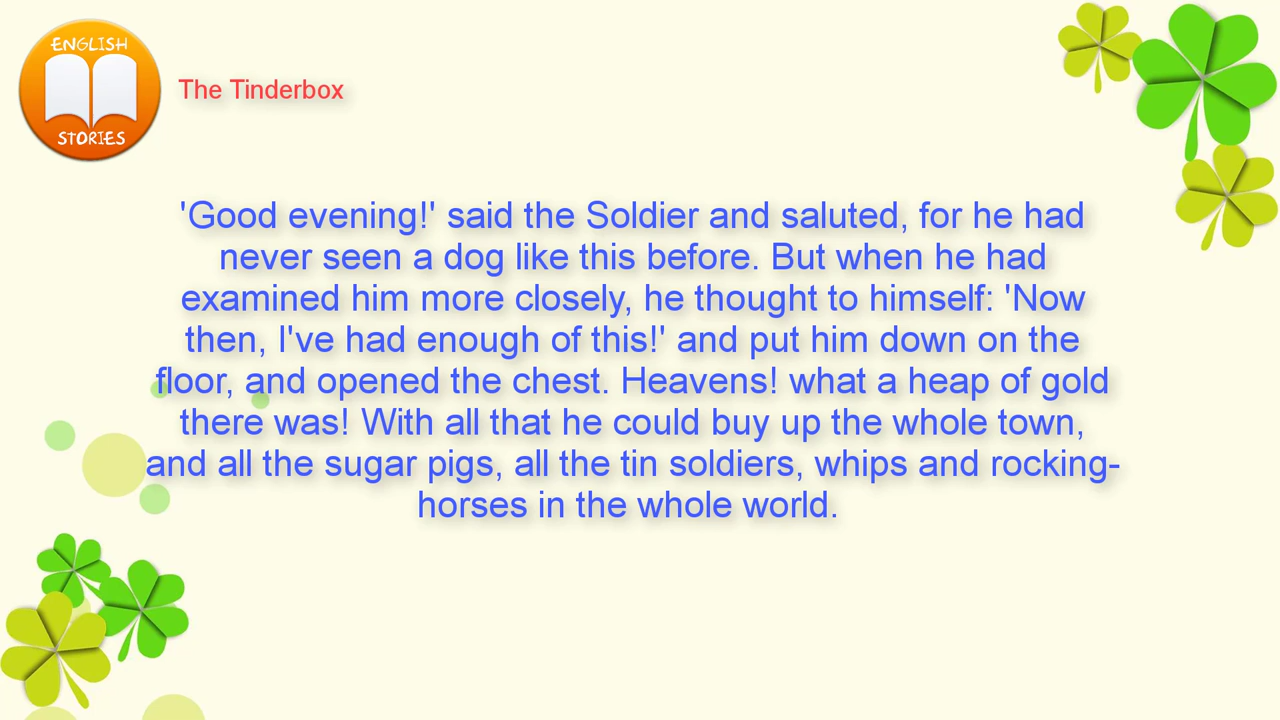 ENGLISH
STORIES
The Tinderbox
'Good evening!' said the Soldier and saluted, for he had
never seen a dog like this before. But when he had
examined him more closely, he thought to himself: 'Now
then, I've had enough of this!' and put him down on the
floor, and opened the chest. Heavens! what a heap of gold
there was! With all that he could buy up the whole town,
and all the sugar pigs, all the tin soldiers, whips and rocking-
horses in the whole world.